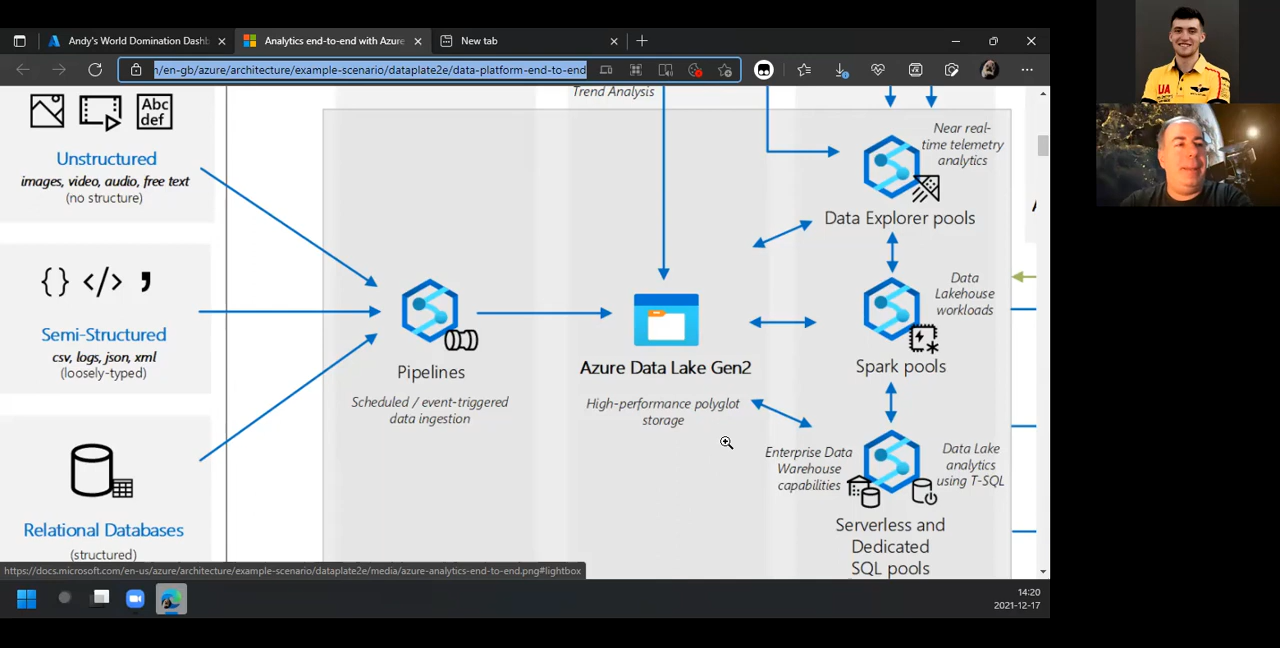 Andy's World Domination Dashb
Analytics end-to-end with Azure
New tab
n/en-gb/azure/architecture/example-scenario/dataplate2e/data-platform-end-to-end
Trend Analysis
Abc
def
Unstructured
images, video, audio, free text
(no structure)
Semi-Structured
csv, logs, json, xml
(loosely-typed)
Relational Databases
(structured)
Pipelines
Scheduled / event-triggered
data ingestion
Azure Data Lake Gen2
High-performance polyglot
storage
Near real-
time telemetry
analytics
Data Explorer pools
Data
Lakehouse
workloads
Spark pools
Enterprise Data
Warehouse
capabilities
Data Lake
analytics
using T-SQL
Serverless and
Dedicated
SQL pools
https://docs.microsoft.com/en-us/azure/architecture/example-scenario/dataplate2e/media/azure-analytics-end-to-end.png#lightbox
14:20
2021-12-17
UA